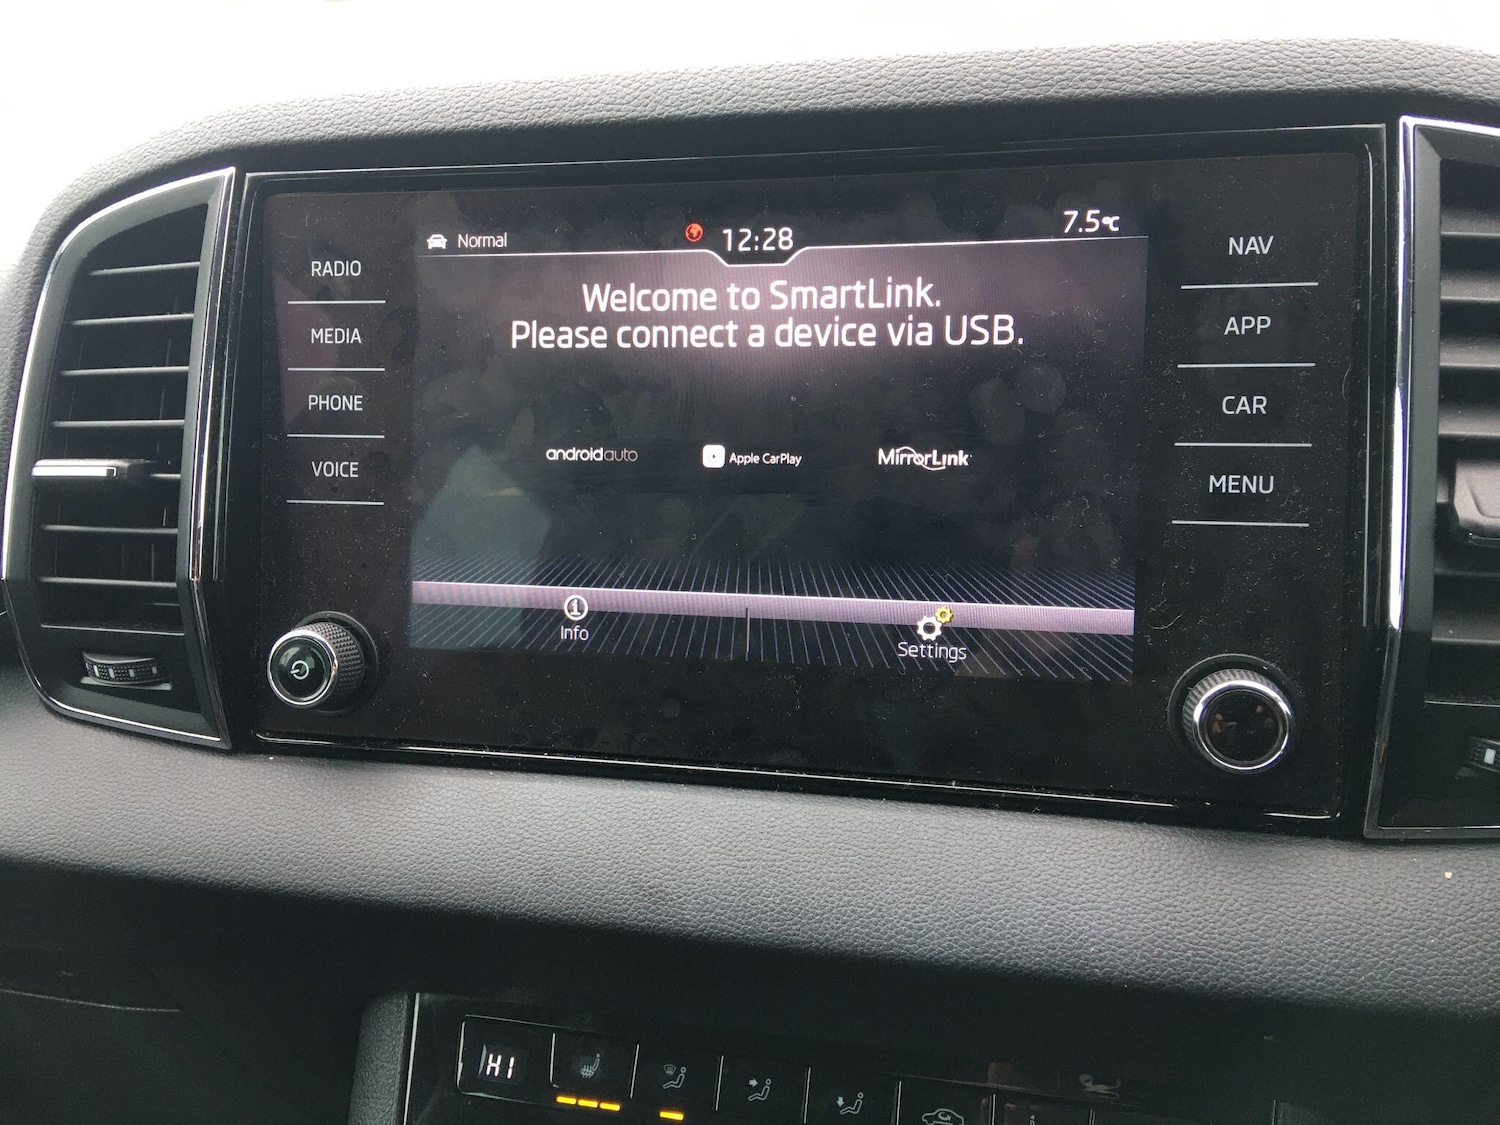 Normal
12:28
7.5°C
RADIO
MEDIA
PHONE
VOICE
Welcome to SmartLink.
Please connect a device via USB.
androidauto
Apple CarPlay
MirrorLink
Info
Settings
NAV
APP
CAR
MENU
HI